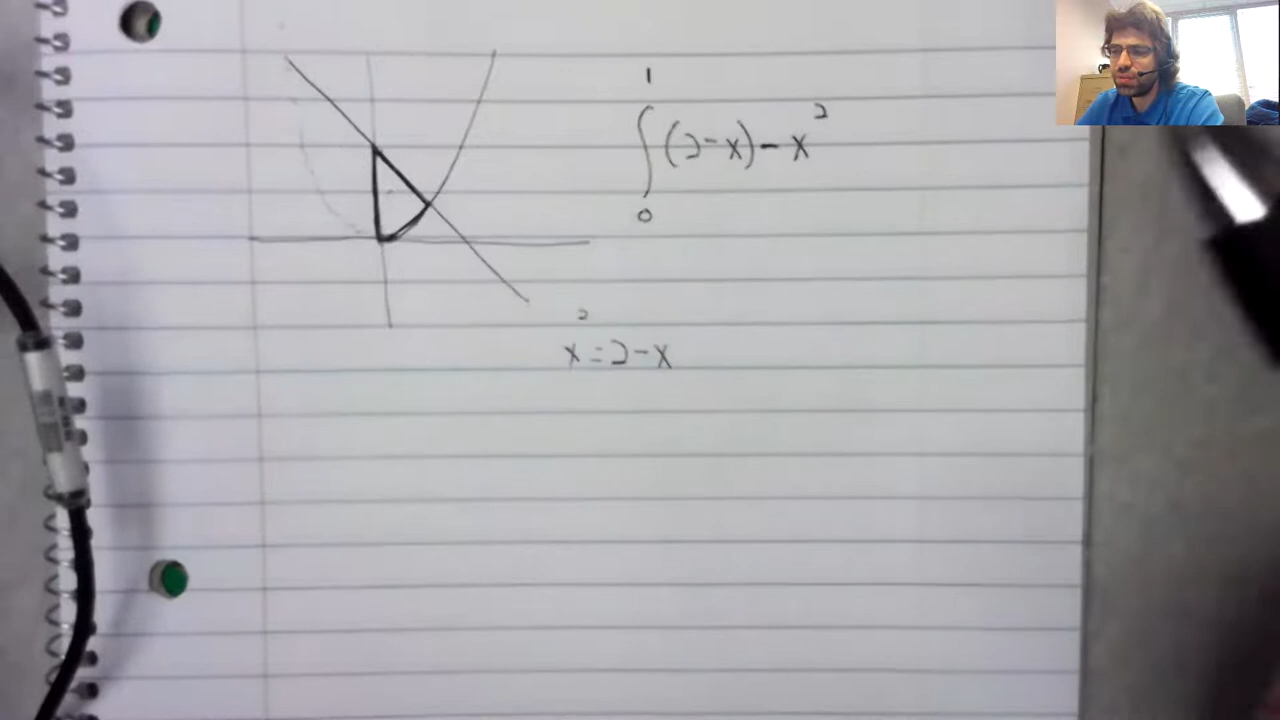 1
∫ (2-x)-x²
0
x²=2-x